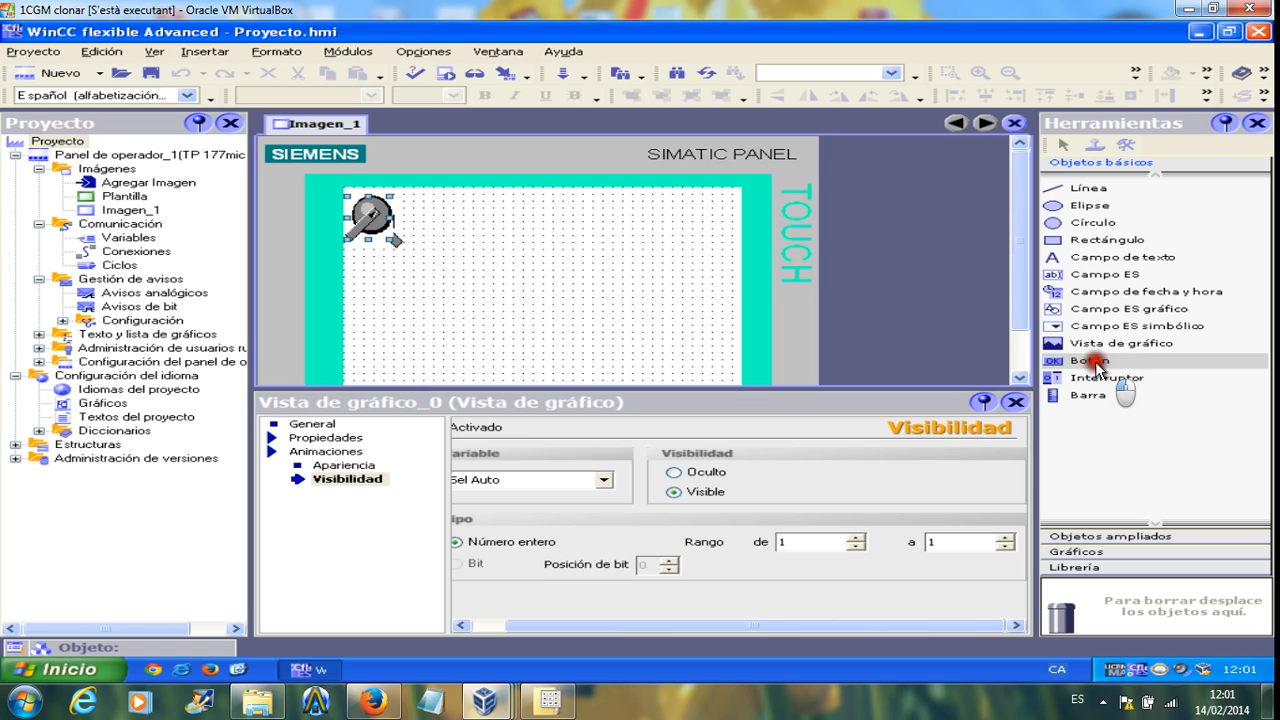 1CGM clonar [S'està executant] - Oracle VM VirtualBox
WinCC flexible Advanced - Proyecto.hmi
Proyecto Edición Ver Insertar Formato Módulos Opciones Ventana Ayuda
Nuevo
Español (alfabetización...
B I U S
Proyecto
Imagen_1
Herramientas
Proyecto
Panel de operador_1(TP 177mic
Imágenes
Agregar Imagen
Plantilla
Imagen_1
Comunicación
Variables
Conexiones
Ciclos
Gestión de avisos
Avisos analógicos
Avisos de bit
Configuración
Texto y lista de gráficos
Administración de usuarios ru
Configuración del panel de o
Configuración del idioma
Idiomas del proyecto
Gráficos
Textos del proyecto
Diccionarios
Estructuras
Administración de versiones
SIEMENS
SIMATIC PANEL
TOUCH
Objetos básicos
Línea
Elipse
Círculo
Rectángulo
Campo de texto
Campo ES
Campo de fecha y hora
Campo ES gráfico
Campo ES simbólico
Vista de gráfico
Botón
Interruptor
Barra
Objetos ampliados
Gráficos
Librería
Para borrar desplace
los objetos aquí.
Vista de gráfico_0 (Vista de gráfico)
General
Propiedades
Animaciones
Apariencia
Visibilidad
Activado
Visibilidad
ariable
Sel Auto
Visibilidad
Oculto
Visible
ipo
Número entero
Rango de 1 a 1
Bit
Posición de bit 0
Objeto:
Inicio
CA
12:01
ES
12:01
14/02/2014